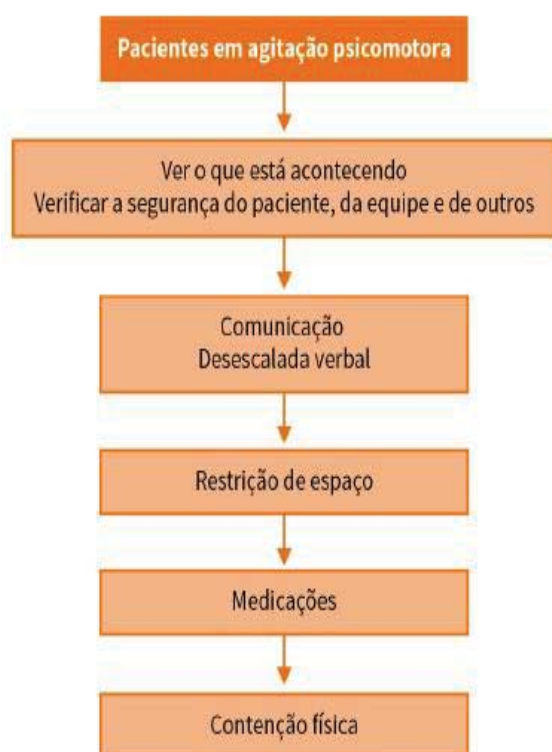 Pacientes em agitação psicomotora
Ver o que está acontecendo
Verificar a segurança do paciente, da equipe e de outros
Comunicação
Desescalada verbal
Restrição de espaço
Medicações
Contenção física